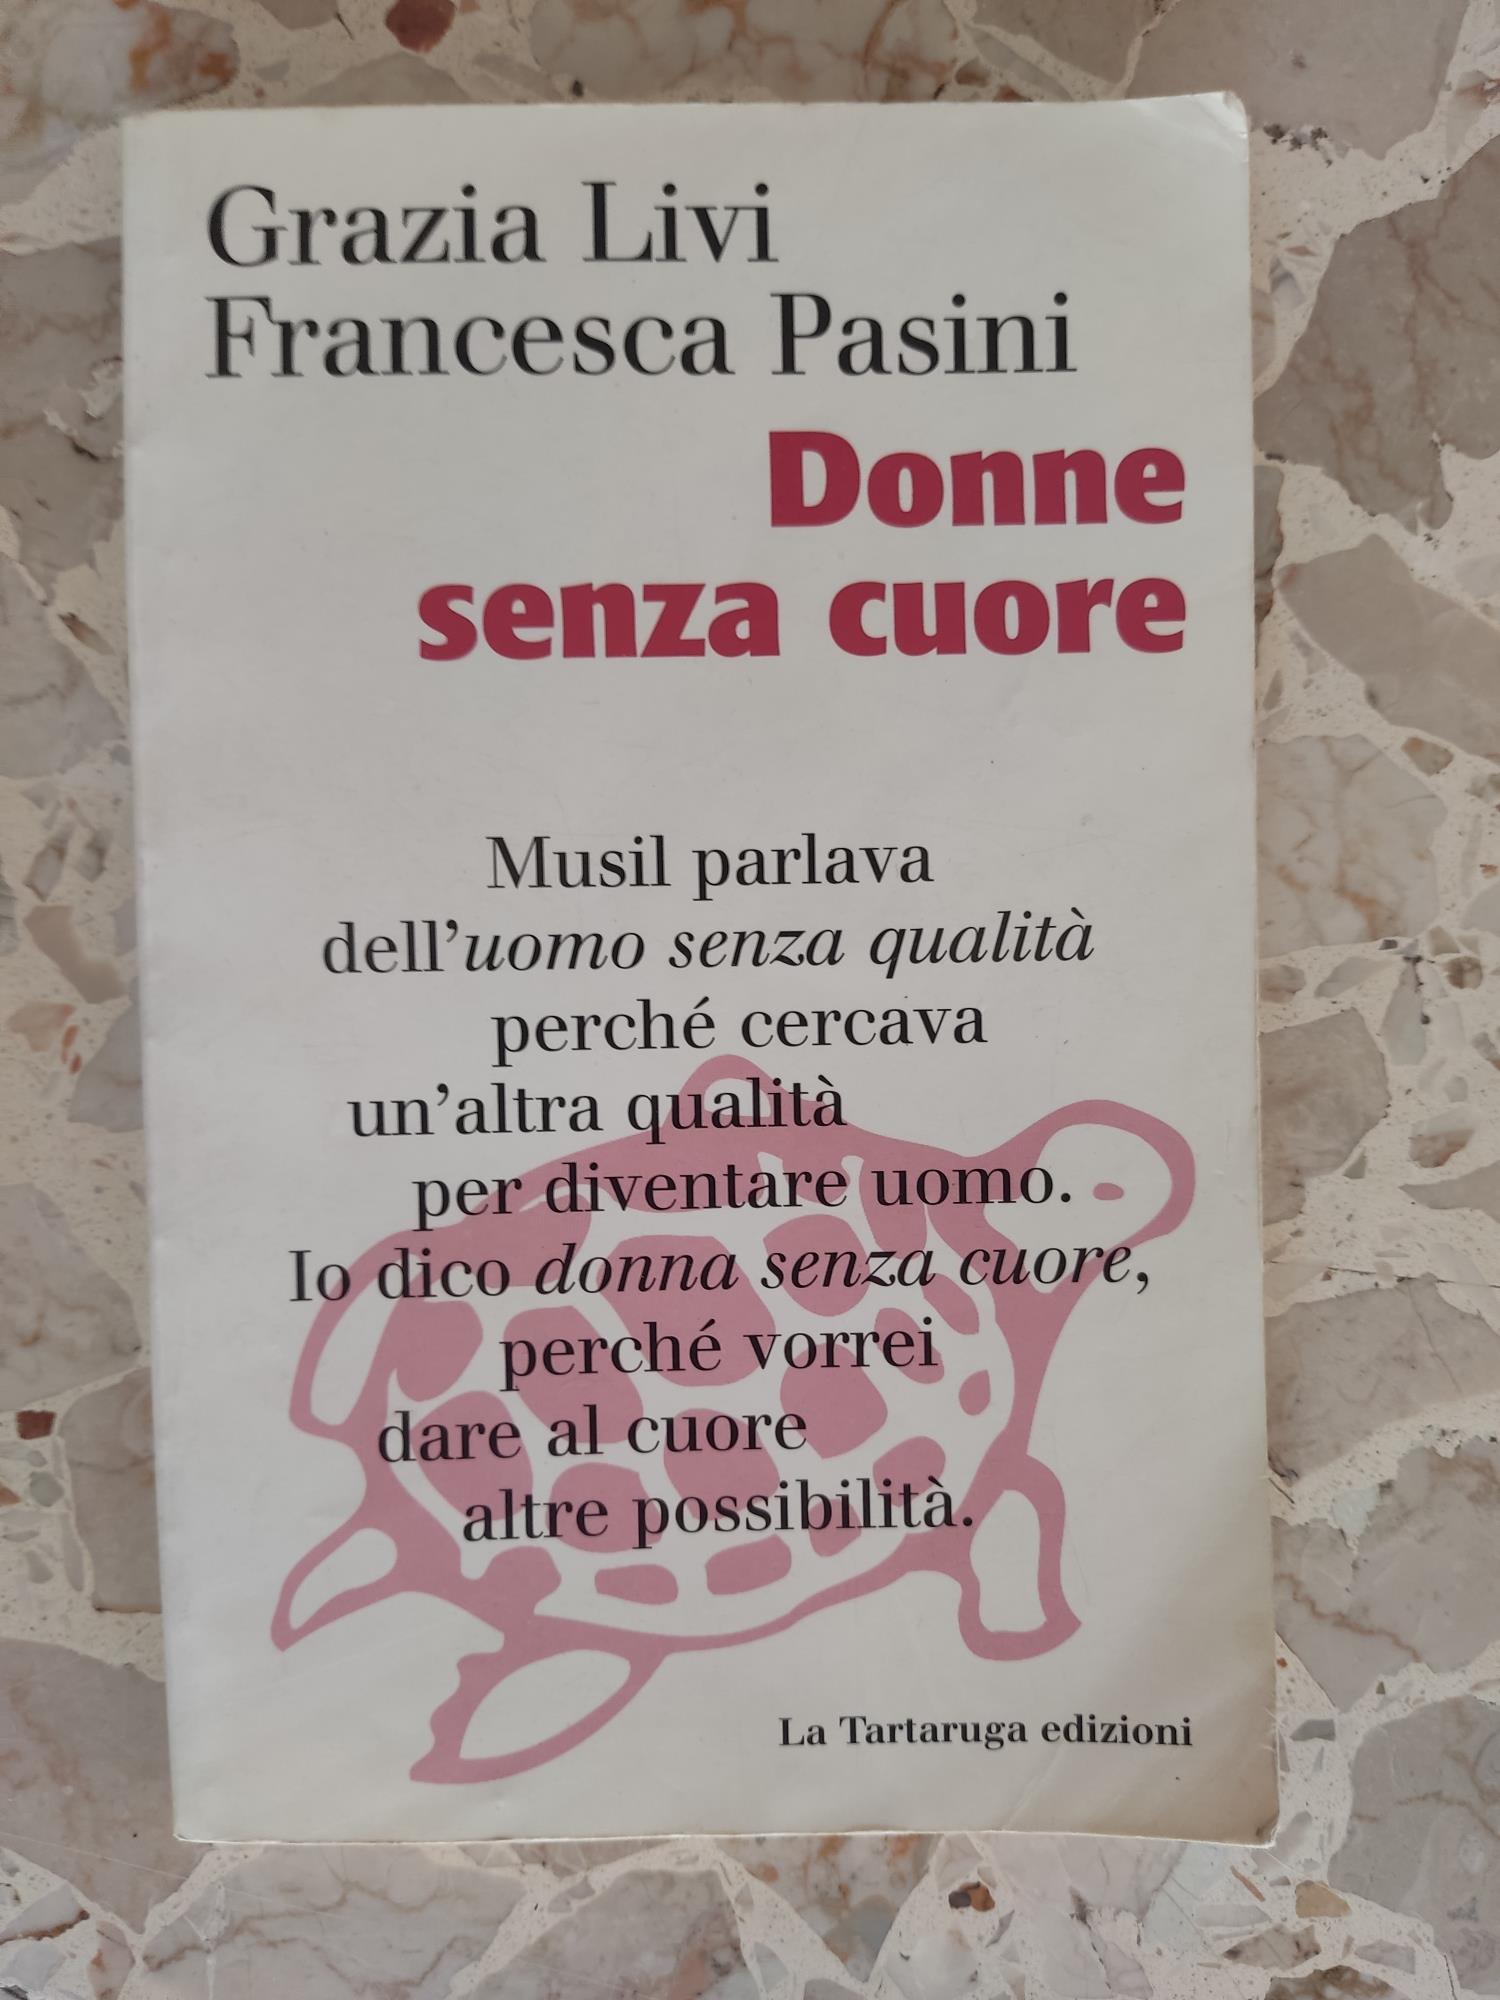 Grazia Livi
Francesca Pasini
Donne
senza cuore
Musil parlava
dell’uomo senza qualità
perché cercava
un’altra qualità
per diventare uomo.
Io dico donna senza cuore,
perché vorrei
dare al cuore
altre possibilità.
La Tartaruga edizioni